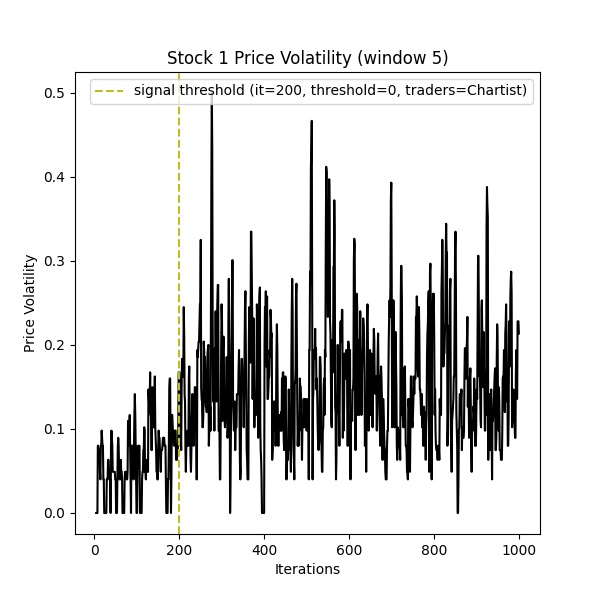 Stock 1 Price Volatility (window 5)
signal threshold (it=200, threshold=0, traders=Chartist)
0.5
0.4
0.3
0.2
0.1
0.0
Price Volatility
0 200 400 600 800 1000
Iterations